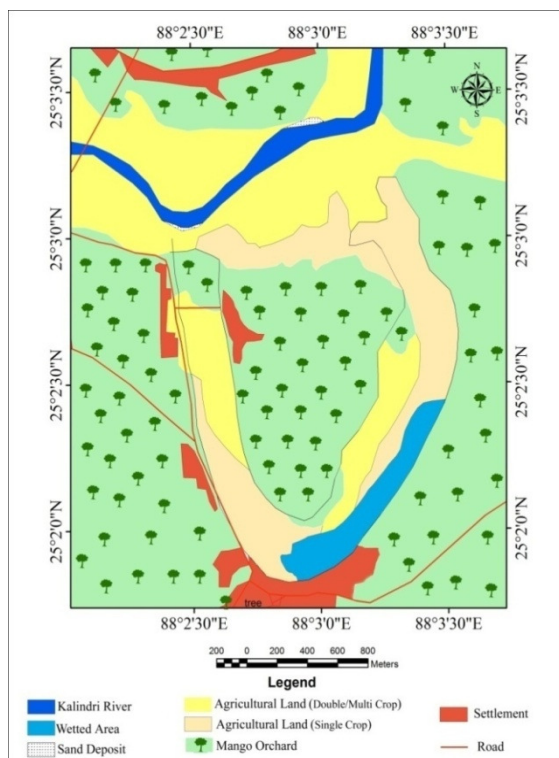 88°2'30"E 88°3'0"E 88°3'30"E
N
W E
S
25°3'30"N 25°3'30"N
25°3'0"N 25°3'0"N
25°2'30"N 25°2'30"N
25°2'0"N 25°2'0"N
tree
88°2'30"E 88°3'0"E 88°3'30"E
200 0 200 400 600 800
Meters
Legend
Kalindri River
Wetted Area
Sand Deposit
Agricultural Land (Double/Multi Crop)
Agricultural Land (Single Crop)
Mango Orchard
Settlement
Road